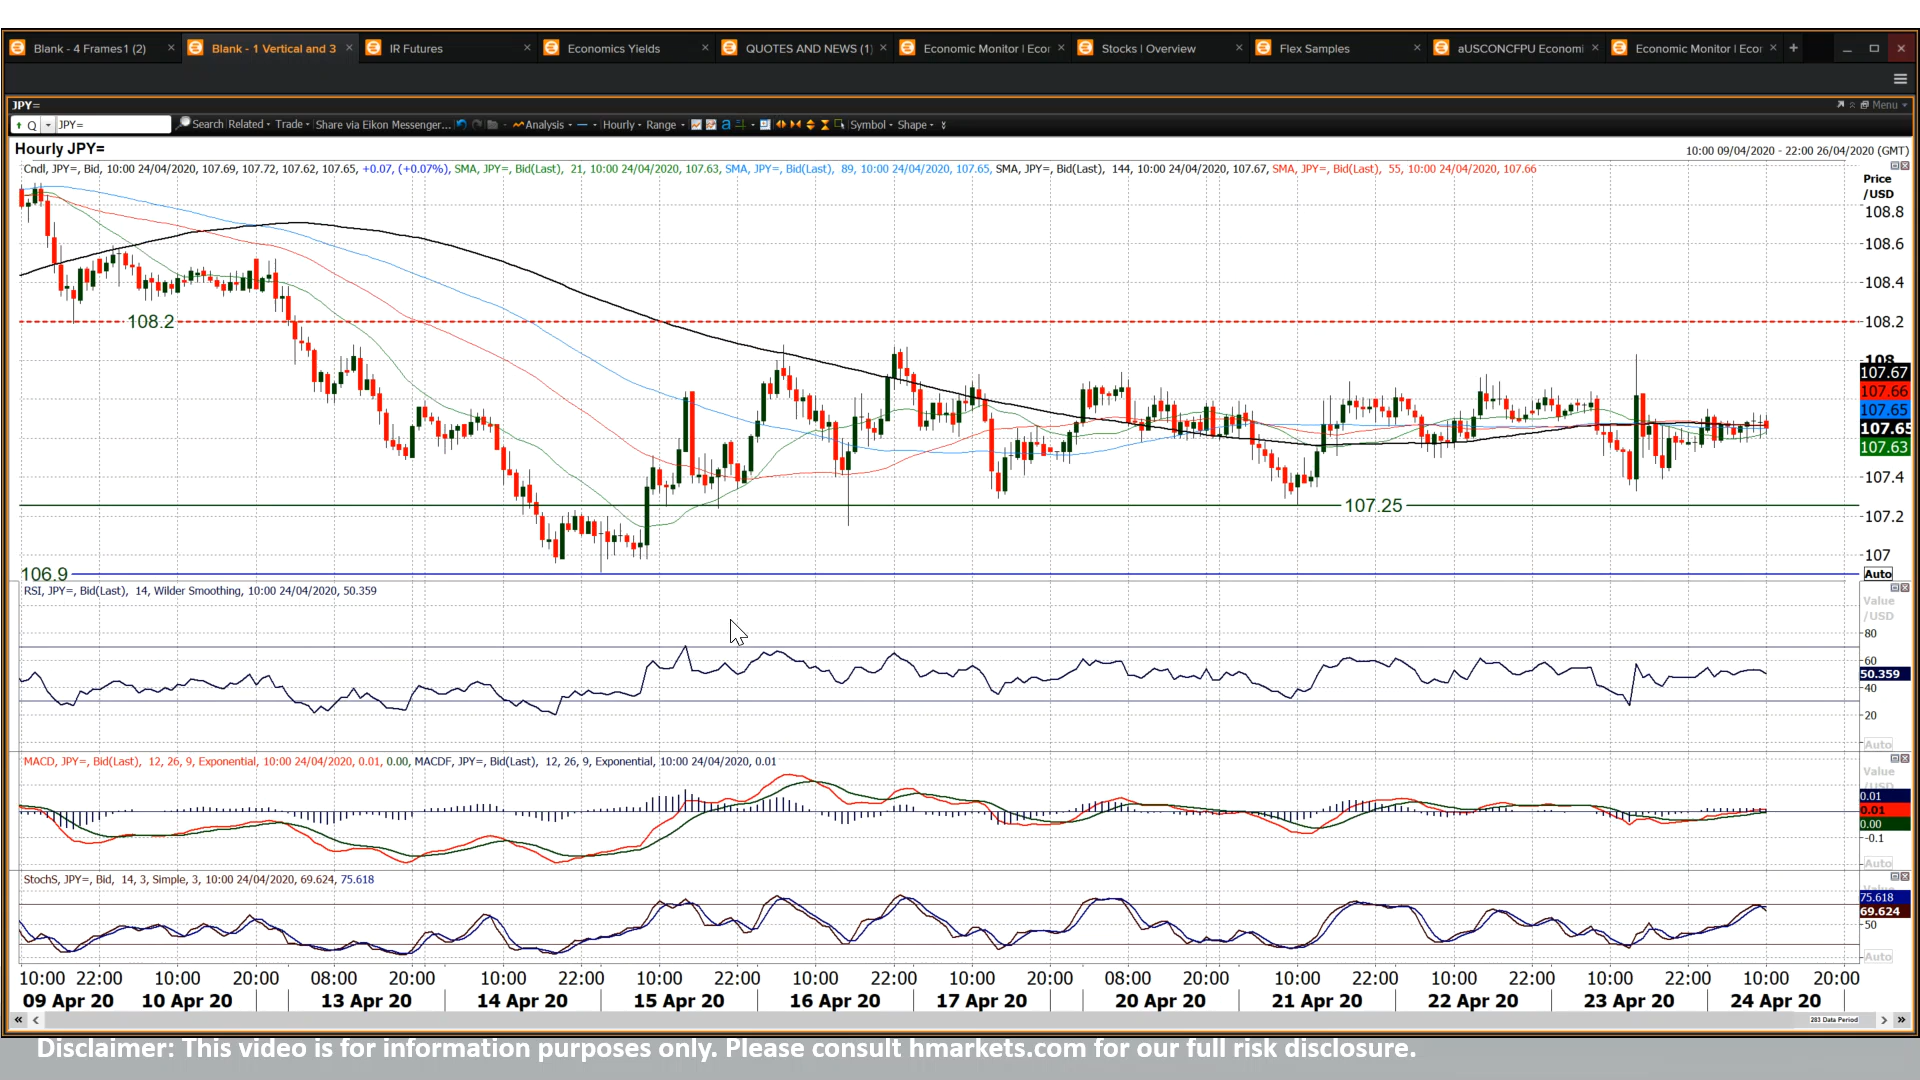 Blank - 4 Frames1 (2)
Blank - 1 Vertical and 3
IR Futures
Economics Yields
QUOTES AND NEWS (1)
Economic Monitor | Ecor
Stocks | Overview
Flex Samples
aUSCONCFPU Economi
Economic Monitor | Ecor
JPY=
Menu
Q JPY= Search Related Trade Share via Eikon Messenger... Analysis Hourly Range Symbol Shape
Hourly JPY=
10:00 09/04/2020 - 22:00 26/04/2020 (GMT)
Cndl, JPY=, Bid, 10:00 24/04/2020, 107.69, 107.72, 107.62, 107.65, +0.07, (+0.07%), SMA, JPY=, Bid(Last), 21, 10:00 24/04/2020, 107.63, SMA, JPY=, Bid(Last), 89, 10:00 24/04/2020, 107.65, SMA, JPY=, Bid(Last), 144, 10:00 24/04/2020, 107.67, SMA, JPY=, Bid(Last), 55, 10:00 24/04/2020, 107.66
Price
/USD
108.8
108.6
108.4
108.2
108.2
108
107.67
107.66
107.65
107.65
107.63
107.4
107.25
107.2
107
106.9
Auto
RSI, JPY=, Bid(Last), 14, Wilder Smoothing, 10:00 24/04/2020, 50.359
Value
/USD
80
60
50.359
40
20
Auto
MACD, JPY=, Bid(Last), 12, 26, 9, Exponential, 10:00 24/04/2020, 0.01, 0.00, MACDF, JPY=, Bid(Last), 12, 26, 9, Exponential, 10:00 24/04/2020, 0.01
Value
/USD
0.01
0.01
0.00
-0.1
Auto
StochS, JPY=, Bid, 14, 3, Simple, 3, 10:00 24/04/2020, 69.624, 75.618
Value
75.618
69.624
50
Auto
10:00 22:00 10:00 20:00 08:00 20:00 10:00 22:00 10:00 22:00 10:00 22:00 10:00 20:00 08:00 20:00 10:00 22:00 10:00 22:00 10:00 22:00 10:00 20:00
09 Apr 20 10 Apr 20 13 Apr 20 14 Apr 20 15 Apr 20 16 Apr 20 17 Apr 20 20 Apr 20 21 Apr 20 22 Apr 20 23 Apr 20 24 Apr 20
283 Data Period
Disclaimer: This video is for information purposes only. Please consult hmarkets.com for our full risk disclosure.